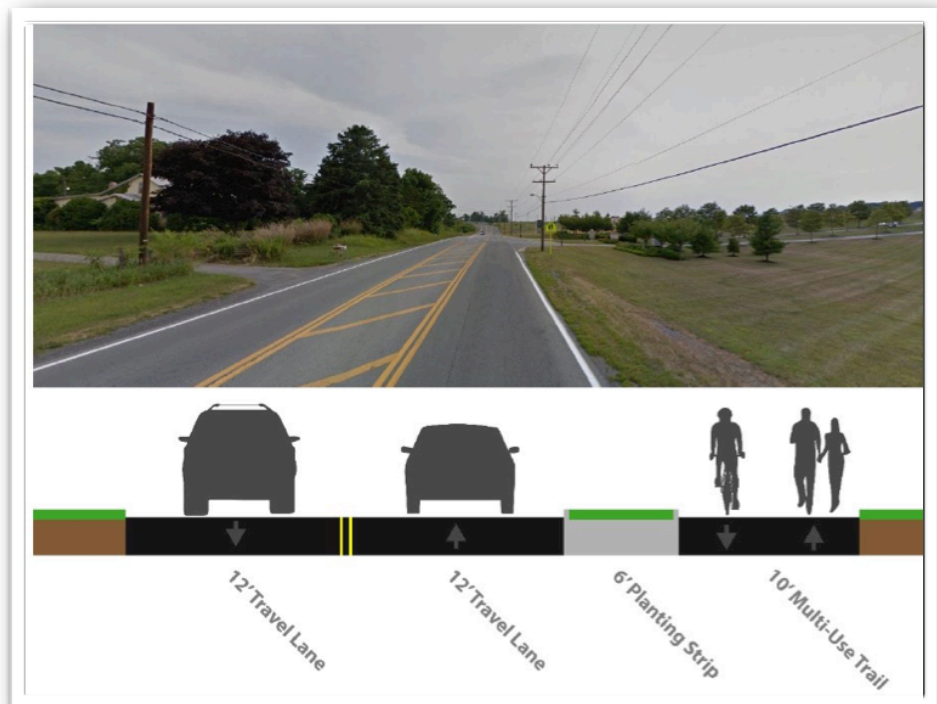 12' Travel Lane
12' Travel Lane
6' Planting Strip
10' Multi-Use Trail